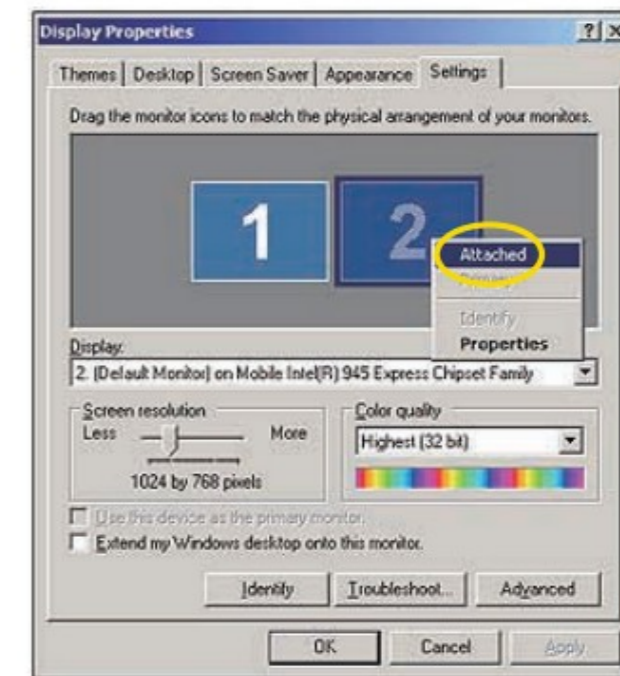 Display Properties
Themes Desktop Screen Saver Appearance Settings
Drag the monitor icons to match the physical arrangement of your monitors.
1 2
Attached
Primary
Identify
Properties
Display:
2. (Default Monitor) on Mobile Intel(R) 945 Express Chipset Family
Screen resolution
Less More
1024 by 768 pixels
Color quality
Highest (32 bit)
Use this device as the primary monitor.
Extend my Windows desktop onto this monitor.
Identify Troubleshoot... Advanced
OK Cancel Apply